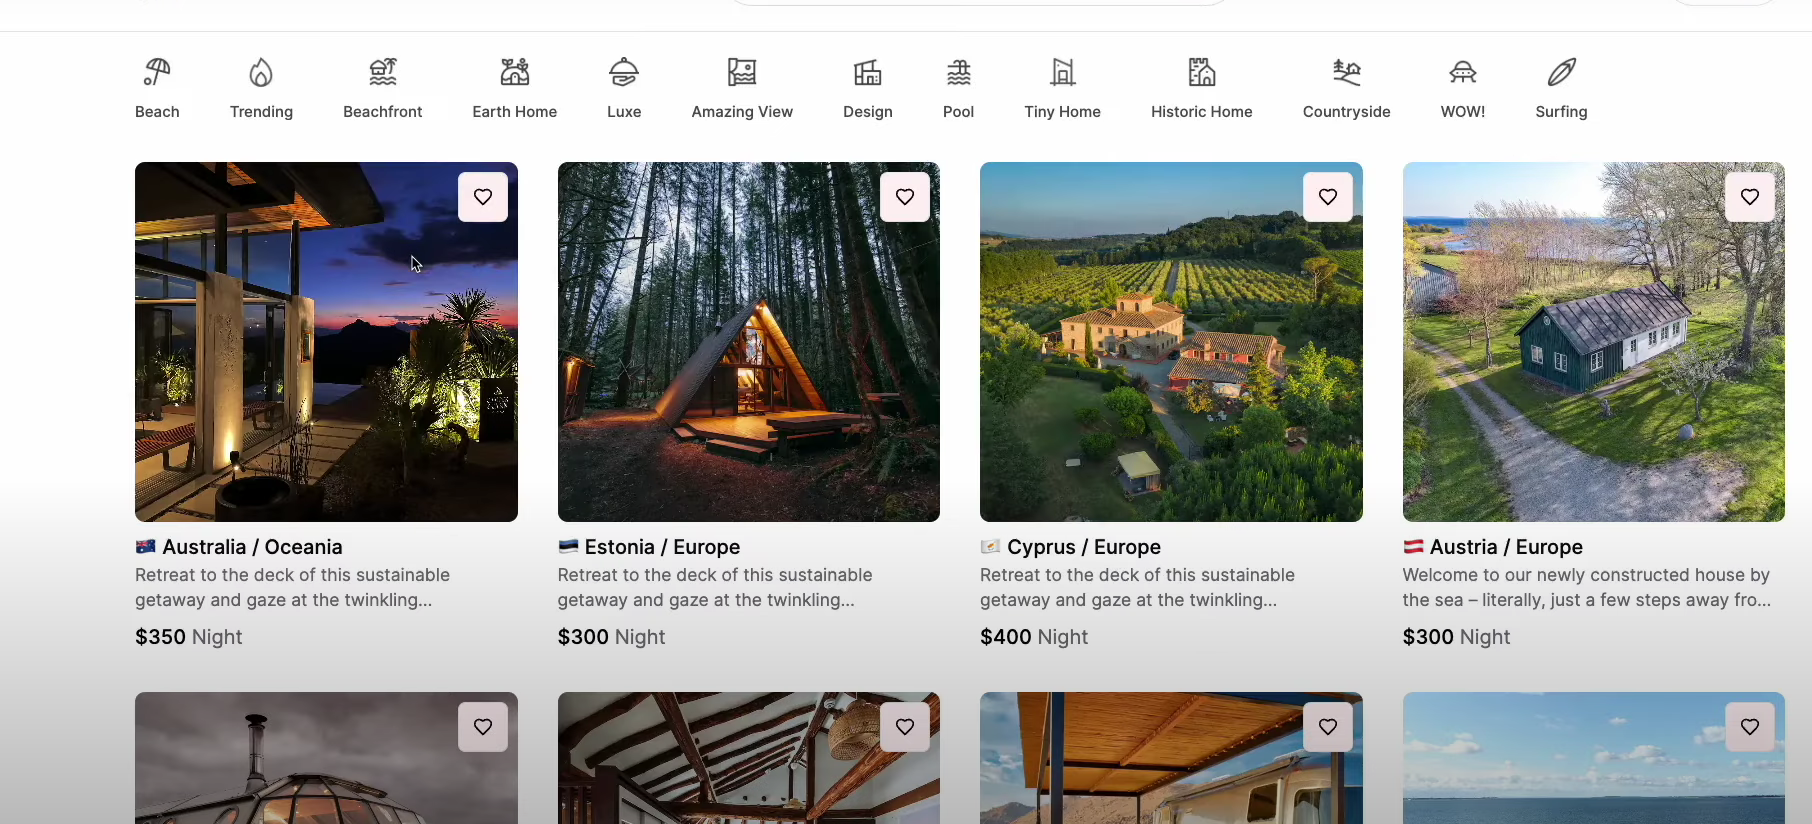 Beach
Trending
Beachfront
Earth Home
Luxe
Amazing View
Design
Pool
Tiny Home
Historic Home
Countryside
WOW!
Surfing
Australia / Oceania
Retreat to the deck of this sustainable
getaway and gaze at the twinkling...
$350 Night
Estonia / Europe
Retreat to the deck of this sustainable
getaway and gaze at the twinkling...
$300 Night
Cyprus / Europe
Retreat to the deck of this sustainable
getaway and gaze at the twinkling...
$400 Night
Austria / Europe
Welcome to our newly constructed house by
the sea – literally, just a few steps away fro...
$300 Night